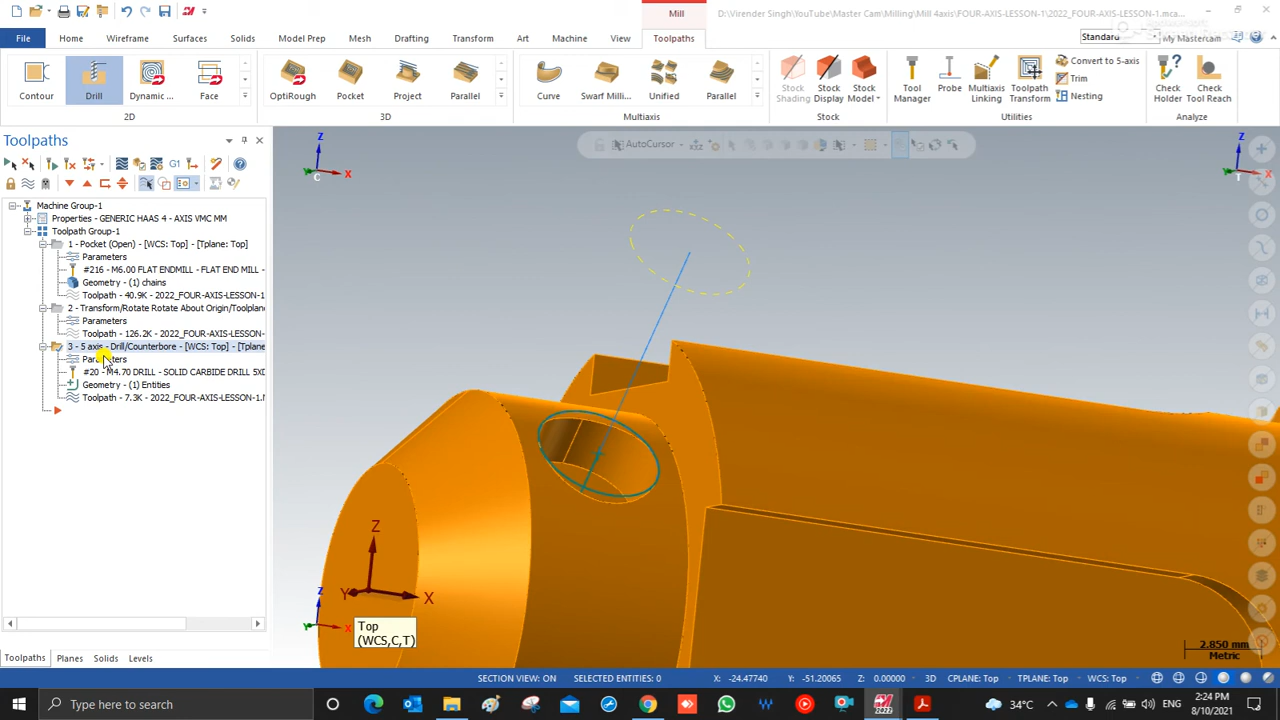 Mill
D:\Virender Singh\YouTube\Master Cam\Milling\Mill 4axis\FOUR-AXIS-LESSON-1\2022_FOUR-AXIS-LESSON-1.mca...
File Home Wireframe Surfaces Solids Model Prep Mesh Drafting Transform Art Machine View Toolpaths
Standard My Mastercam
Contour Drill Dynamic ... Face
OptiRough Pocket Project Parallel
Curve Swarf Milli... Unified Parallel
Stock Shading Stock Display Stock Model
Tool Manager Probe Multiaxis Linking Toolpath Transform
Convert to 5-axis
Trim
Nesting
Check Holder Check Tool Reach
2D 3D Multiaxis Stock Utilities Analyze
Toolpaths
G1
AutoCursor
XYZ
Machine Group-1
Properties - GENERIC HAAS 4 - AXIS VMC MM
Toolpath Group-1
1 - Pocket (Open) - [WCS: Top] - [Tplane: Top]
Parameters
#216 - M6.00 FLAT ENDMILL - FLAT END MILL -
Geometry - (1) chains
Toolpath - 40.9K - 2022_FOUR-AXIS-LESSON-1
2 - Transform/Rotate Rotate About Origin/Toolplane
Parameters
Toolpath - 126.2K - 2022_FOUR-AXIS-LESSON-
3 - 5 axis - Drill/Counterbore - [WCS: Top] - [Tplane
Parameters
#20 - M4.70 DRILL - SOLID CARBIDE DRILL 5XD
Geometry - (1) Entities
Toolpath - 7.3K - 2022_FOUR-AXIS-LESSON-1.N
Z
Y X
C
Z
Y X
T
Z
Y X
Z
Y X
Top
(WCS,C,T)
2.850 mm
Metric
Toolpaths Planes Solids Levels
SECTION VIEW: ON SELECTED ENTITIES: 0 X: -24.47740 Y: -51.20065 Z: 0.00000 3D CPLANE: Top TPLANE: Top WCS: Top
Type here to search
34°C
2:24 PM
8/10/2021